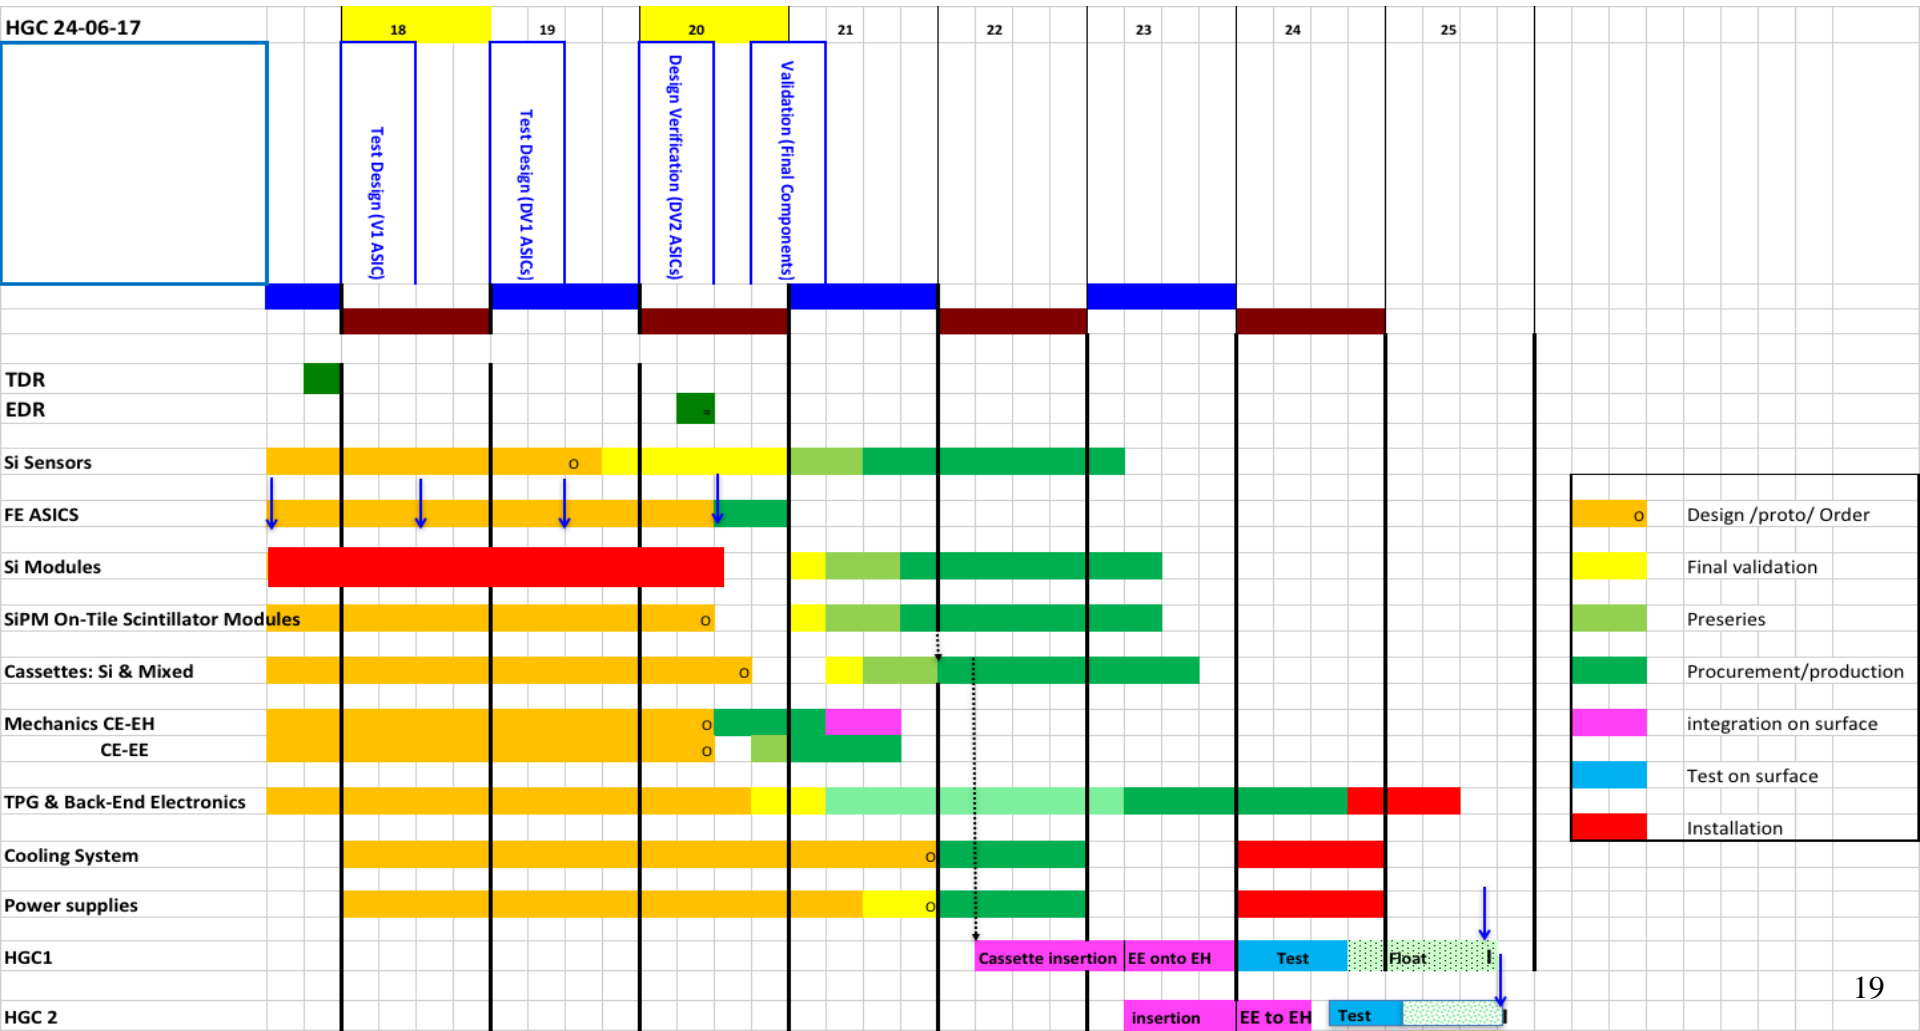 HGC 24-06-17
18 19 20 21 22 23 24 25
Test Design (V1 ASIC)
Test Design (DV1 ASICs)
Design Verification (DV2 ASICs)
Validation (Final Components)
TDR
EDR
≈
Si Sensors
o
FE ASICS
Si Modules
SiPM On-Tile Scintillator Modules
o
Cassettes: Si & Mixed
o
Mechanics CE-EH
o
CE-EE
o
TPG & Back-End Electronics
Cooling System
o
Power supplies
o
HGC1
Cassette insertion
EE onto EH
Test
Float
I
HGC 2
insertion
EE to EH
Test
I
o
Design /proto/ Order
Final validation
Preseries
Procurement/production
integration on surface
Test on surface
Installation
19